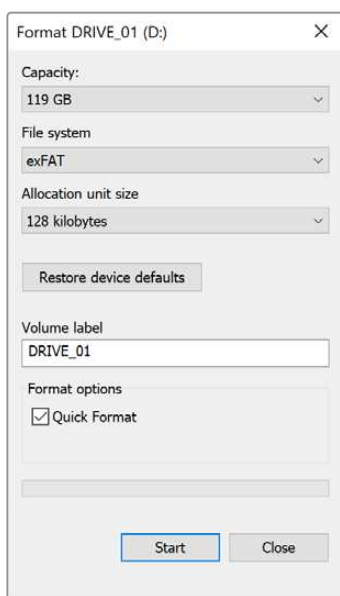 Format DRIVE_01 (D:)
Capacity:
119 GB
File system
exFAT
Allocation unit size
128 kilobytes
Restore device defaults
Volume label
DRIVE_01
Format options
Quick Format
Start Close